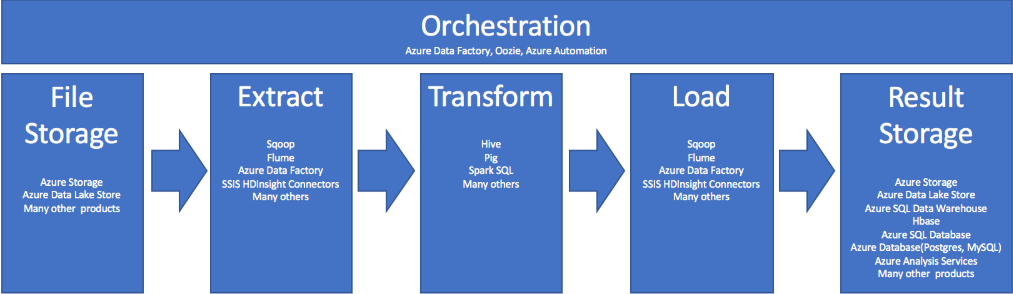 Orchestration
Azure Data Factory, Oozie, Azure Automation
File
Storage
Azure Storage
Azure Data Lake Store
Many other products
Extract
Sqoop
Flume
Azure Data Factory
SSIS HDInsight Connectors
Many others
Transform
Hive
Pig
Spark SQL
Many others
Load
Sqoop
Flume
Azure Data Factory
SSIS HDInsight Connectors
Many others
Result
Storage
Azure Storage
Azure Data Lake Store
Azure SQL Data Warehouse
Hbase
Azure SQL Database
Azure Database(Postgres, MySQL)
Azure Analysis Services
Many other products